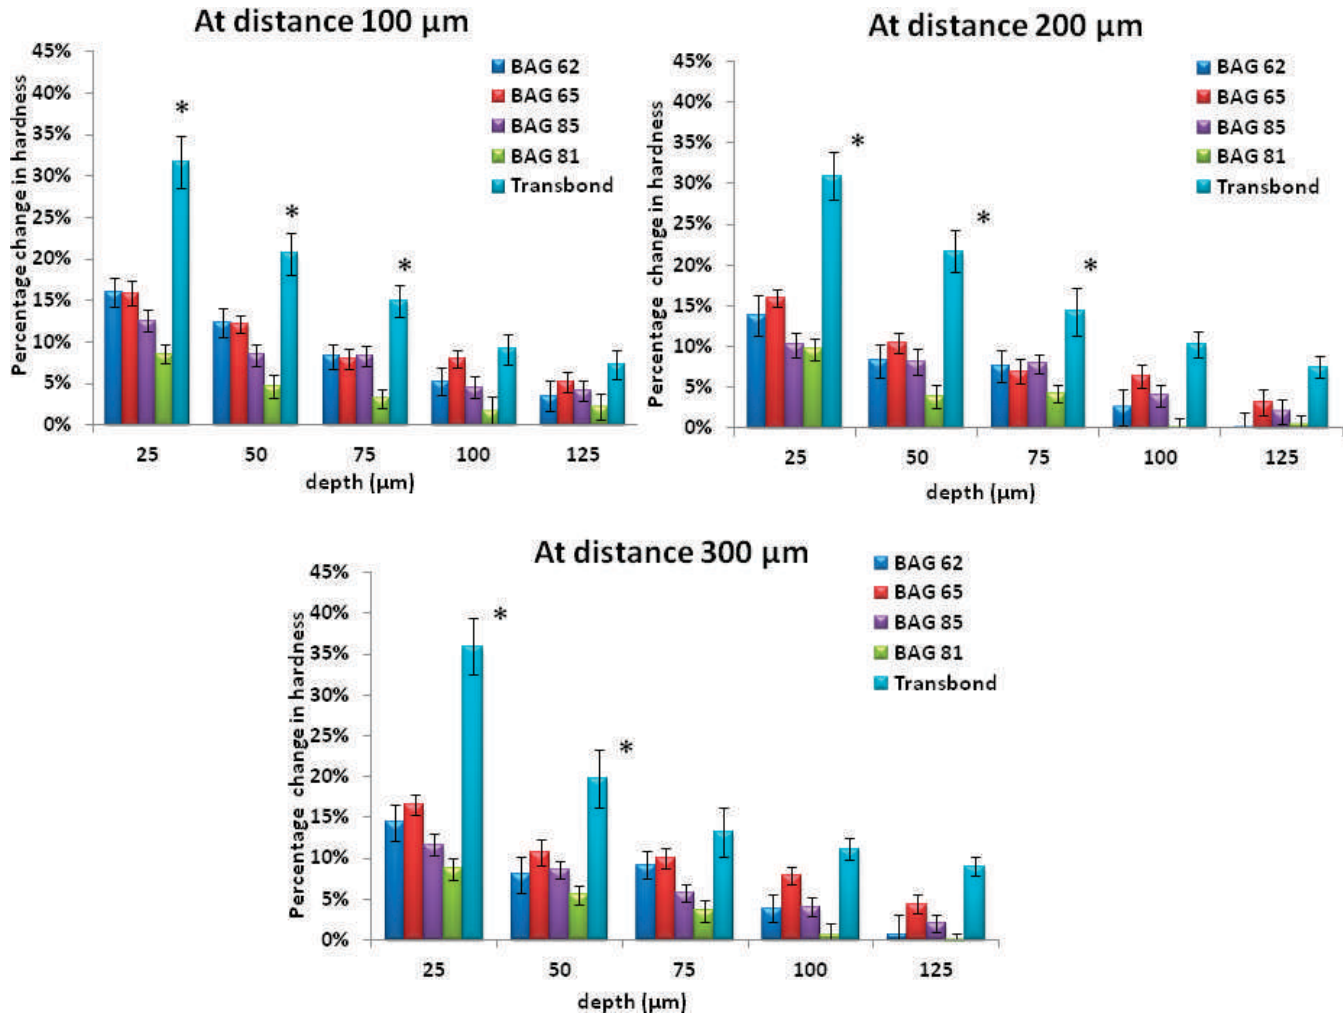 At distance 100 µm
45%
40%
35%
30%
25%
20%
15%
10%
5%
0%
Percentage change in hardness
BAG 62
BAG 65
BAG 85
BAG 81
Transbond
*
*
*
25 50 75 100 125
depth (µm)
At distance 200 µm
45%
40%
35%
30%
25%
20%
15%
10%
5%
0%
Percentage change in hardness
BAG 62
BAG 65
BAG 85
BAG 81
Transbond
*
*
*
25 50 75 100 125
depth (µm)
At distance 300 µm
45%
40%
35%
30%
25%
20%
15%
10%
5%
0%
Percentage change in hardness
BAG 62
BAG 65
BAG 85
BAG 81
Transbond
*
*
25 50 75 100 125
depth (µm)